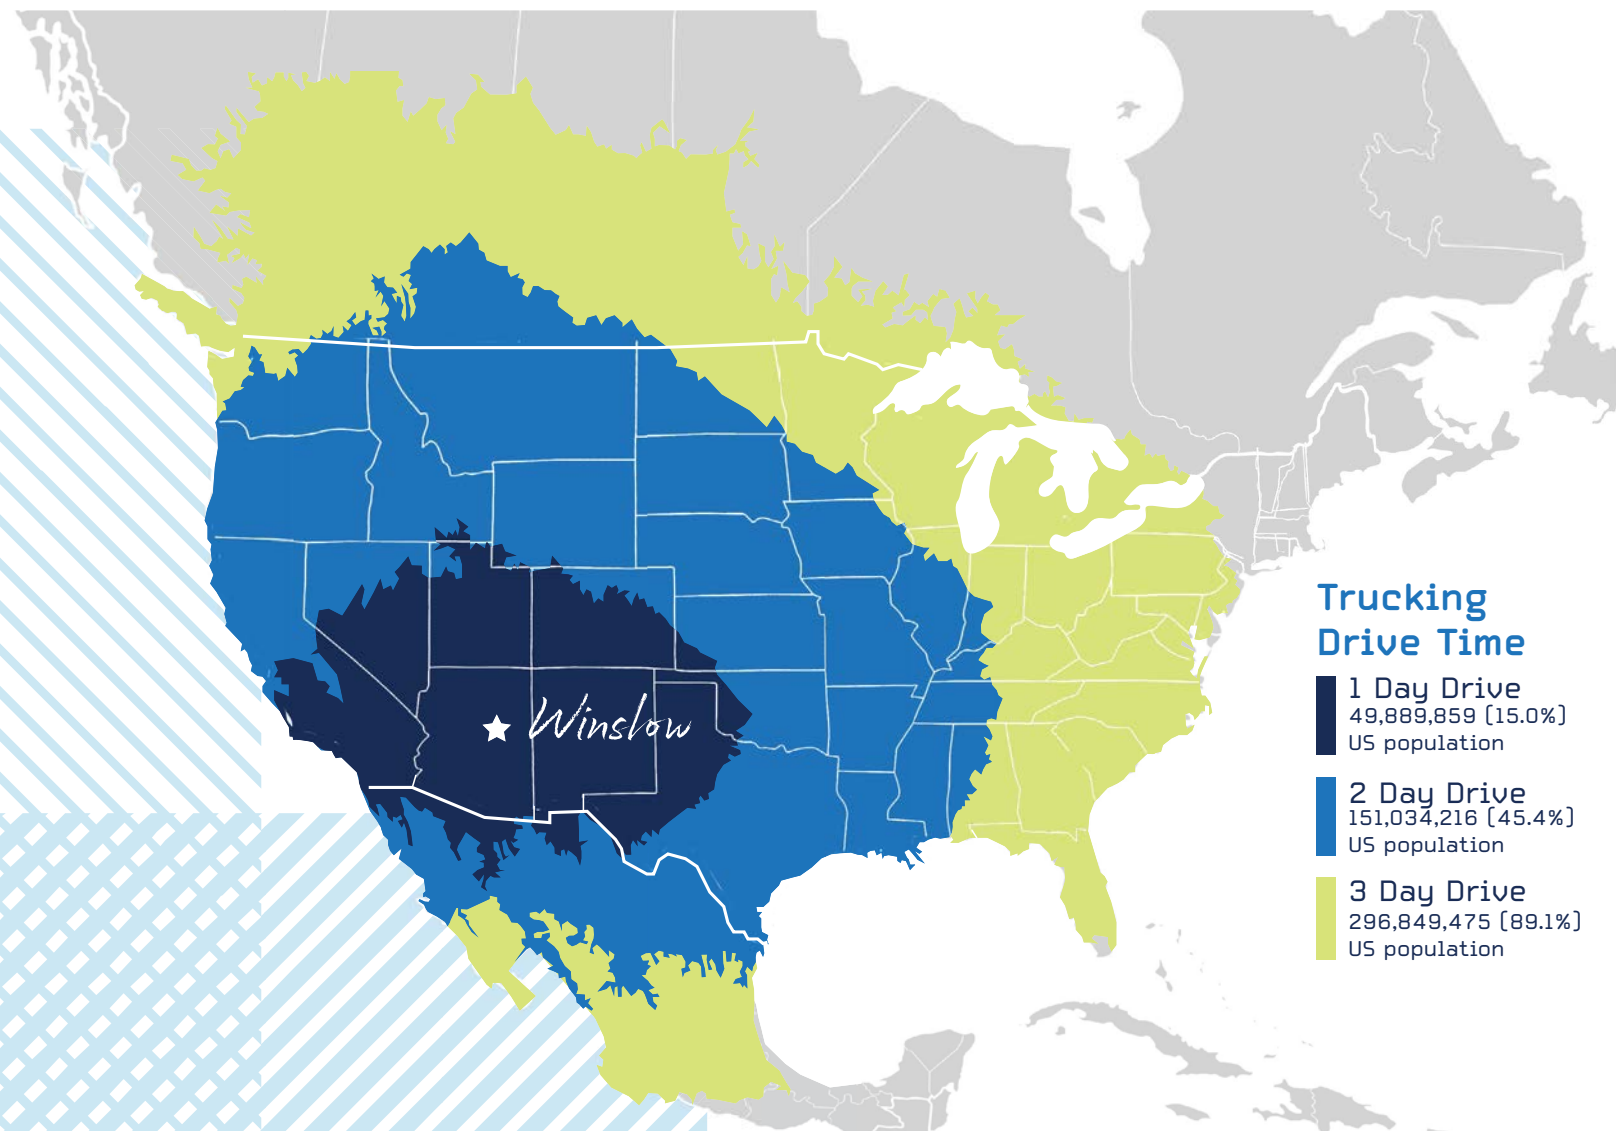 Winslow
Trucking
Drive Time
1 Day Drive
49,889,859 (15.0%)
US population
2 Day Drive
151,034,216 (45.4%)
US population
3 Day Drive
296,849,475 (89.1%)
US population